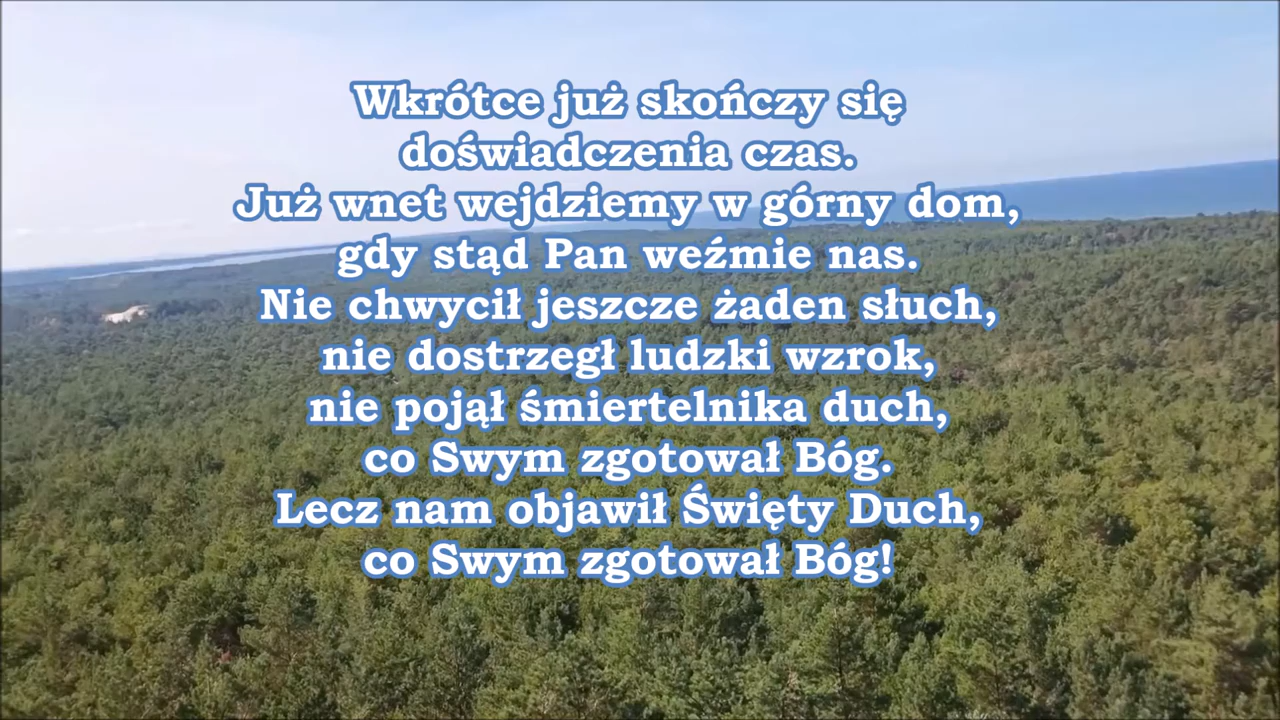 Wkrótce już skończy się
doświadczenia czas.
Już wnet wejdziemy w górny dom,
gdy stąd Pan weźmie nas.
Nie chwycił jeszcze żaden słuch,
nie dostrzegł ludzki wzrok,
nie pojął śmiertelnika duch,
co Swym zgotował Bóg.
Lecz nam objawił Święty Duch,
co Swym zgotował Bóg!